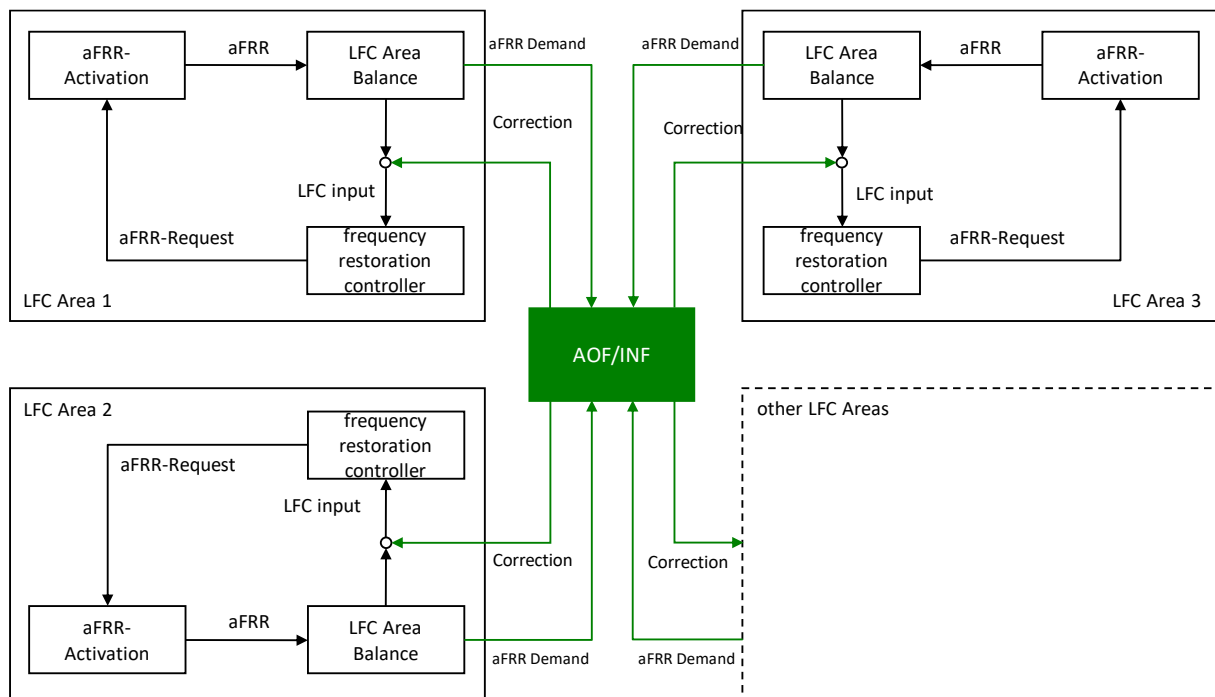 aFRR-
Activation
aFRR
LFC Area
Balance
aFRR Demand
Correction
LFC input
aFRR-Request
frequency
restoration
controller
LFC Area 1
aFRR Demand
LFC Area
Balance
aFRR
aFRR-
Activation
Correction
LFC input
frequency
restoration
controller
aFRR-Request
LFC Area 3
AOF/INF
LFC Area 2
frequency
restoration
controller
aFRR-Request
LFC input
Correction
aFRR-
Activation
aFRR
LFC Area
Balance
aFRR Demand
other LFC Areas
Correction
aFRR Demand